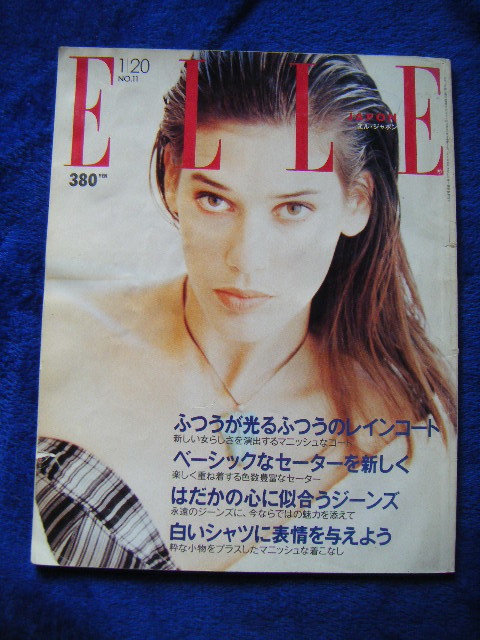 ELLE
1|20
NO.11
JAPON
エル・ジャポン
380 YEN
ふつうが光るふつうのレインコート
新しい女らしさを演出するマニッシュなコート
ベーシックなセーターを新しく
楽しく重ね着する色数豊富なセーター
はだかの心に似合うジーンズ
永遠のジーンズに、今ならではの魅力を添えて
白いシャツに表情を与えよう
粋な小物をプラスしたマニッシュな着こなし